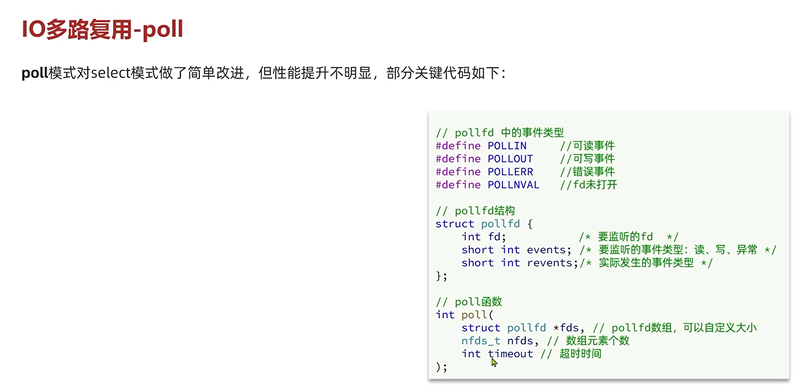 IO多路复用-poll
poll模式对select模式做了简单改进，但性能提升不明显，部分关键代码如下：
// pollfd 中的事件类型
#define POLLIN     //可读事件
#define POLLOUT    //可写事件
#define POLLERR    //错误事件
#define POLLNVAL   //fd未打开
// pollfd结构
struct pollfd {
    int fd;           /* 要监听的fd  */
    short int events; /* 要监听的事件类型：读、写、异常 */
    short int revents;/* 实际发生的事件类型 */
};
// poll函数
int poll(
    struct pollfd *fds, // pollfd数组，可以自定义大小
    nfds_t nfds, // 数组元素个数
    int timeout // 超时时间
);